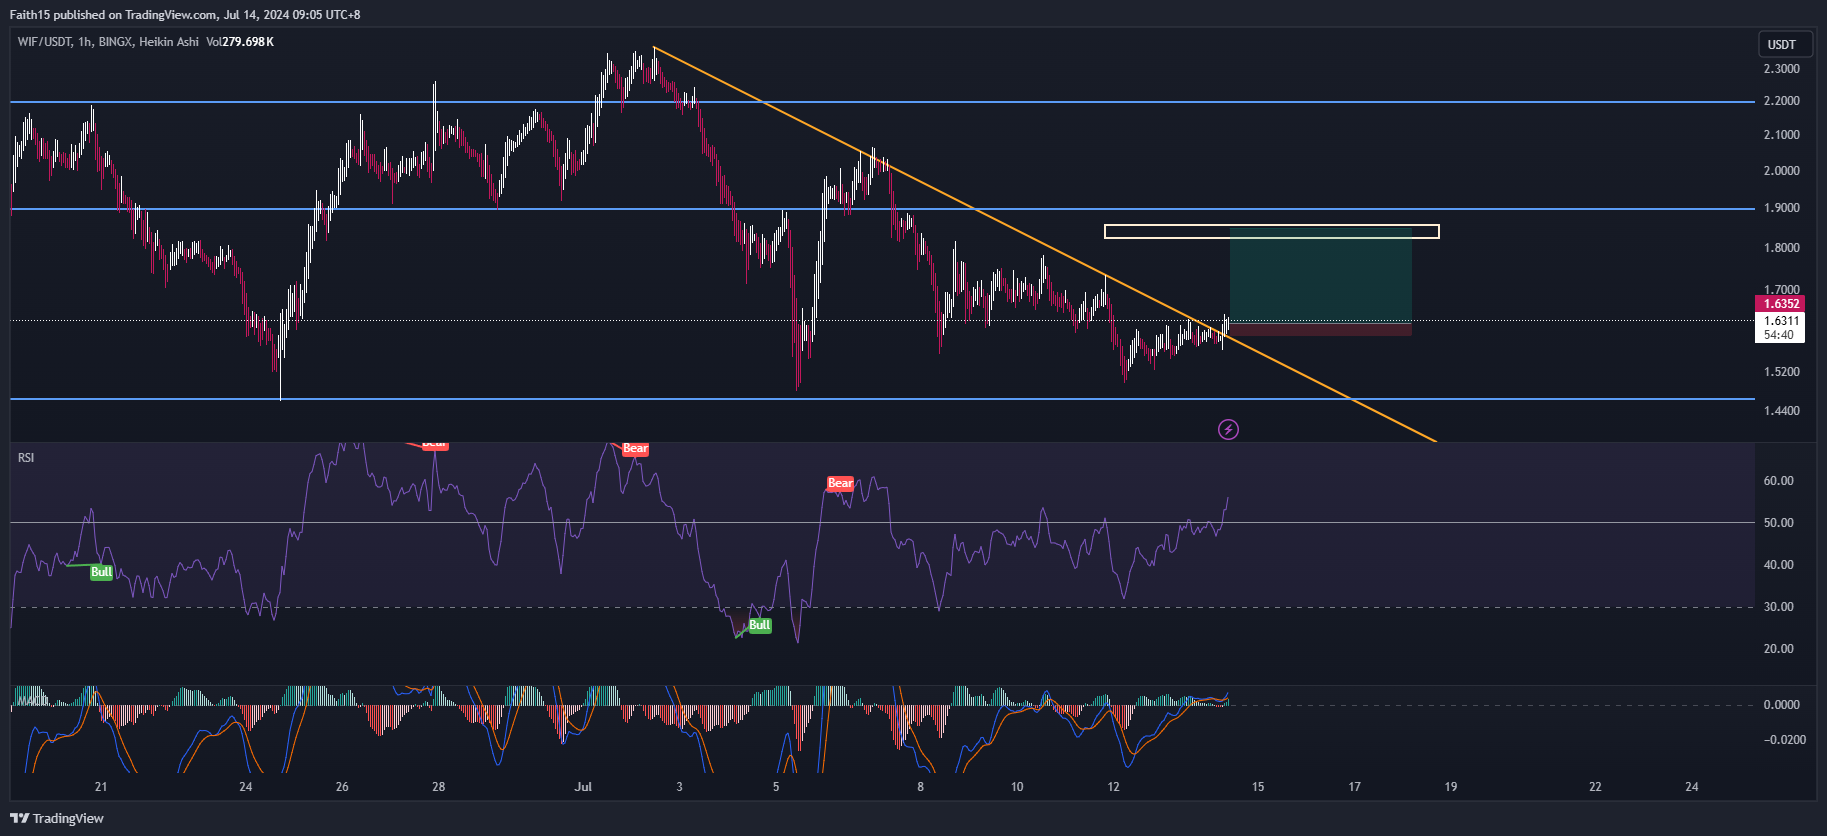 Faith15 published on TradingView.com, Jul 14, 2024 09:05 UTC+8
WIF/USDT, 1h, BINGX, Heikin Ashi Vol279.698K
USDT
2.3000
2.2000
2.1000
2.0000
1.9000
1.8000
1.7000
1.6352
1.6311
54:40
1.5200
1.4400
RSI
Bear
Bear
Bear
Bull
Bull
60.00
50.00
40.00
30.00
20.00
0.0000
−0.0200
21 24 26 28 Jul 3 5 8 10 12 15 17 19 22 24
TradingView